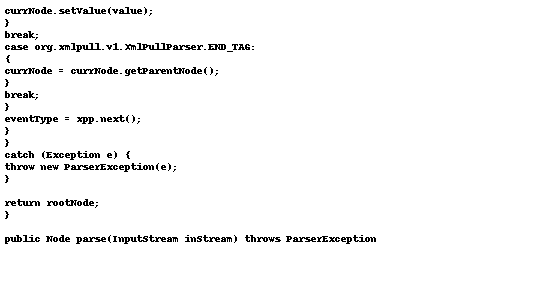 currNode.setValue(value);
}
break;
case org.xmlpull.v1.XmlPullParser.END_TAG:
{
currNode = currNode.getParentNode();
}
break;
}
eventType = xpp.next();
}
}
catch (Exception e) {
throw new ParserException(e);
}

return rootNode;
}

public Node parse(InputStream inStream) throws ParserException